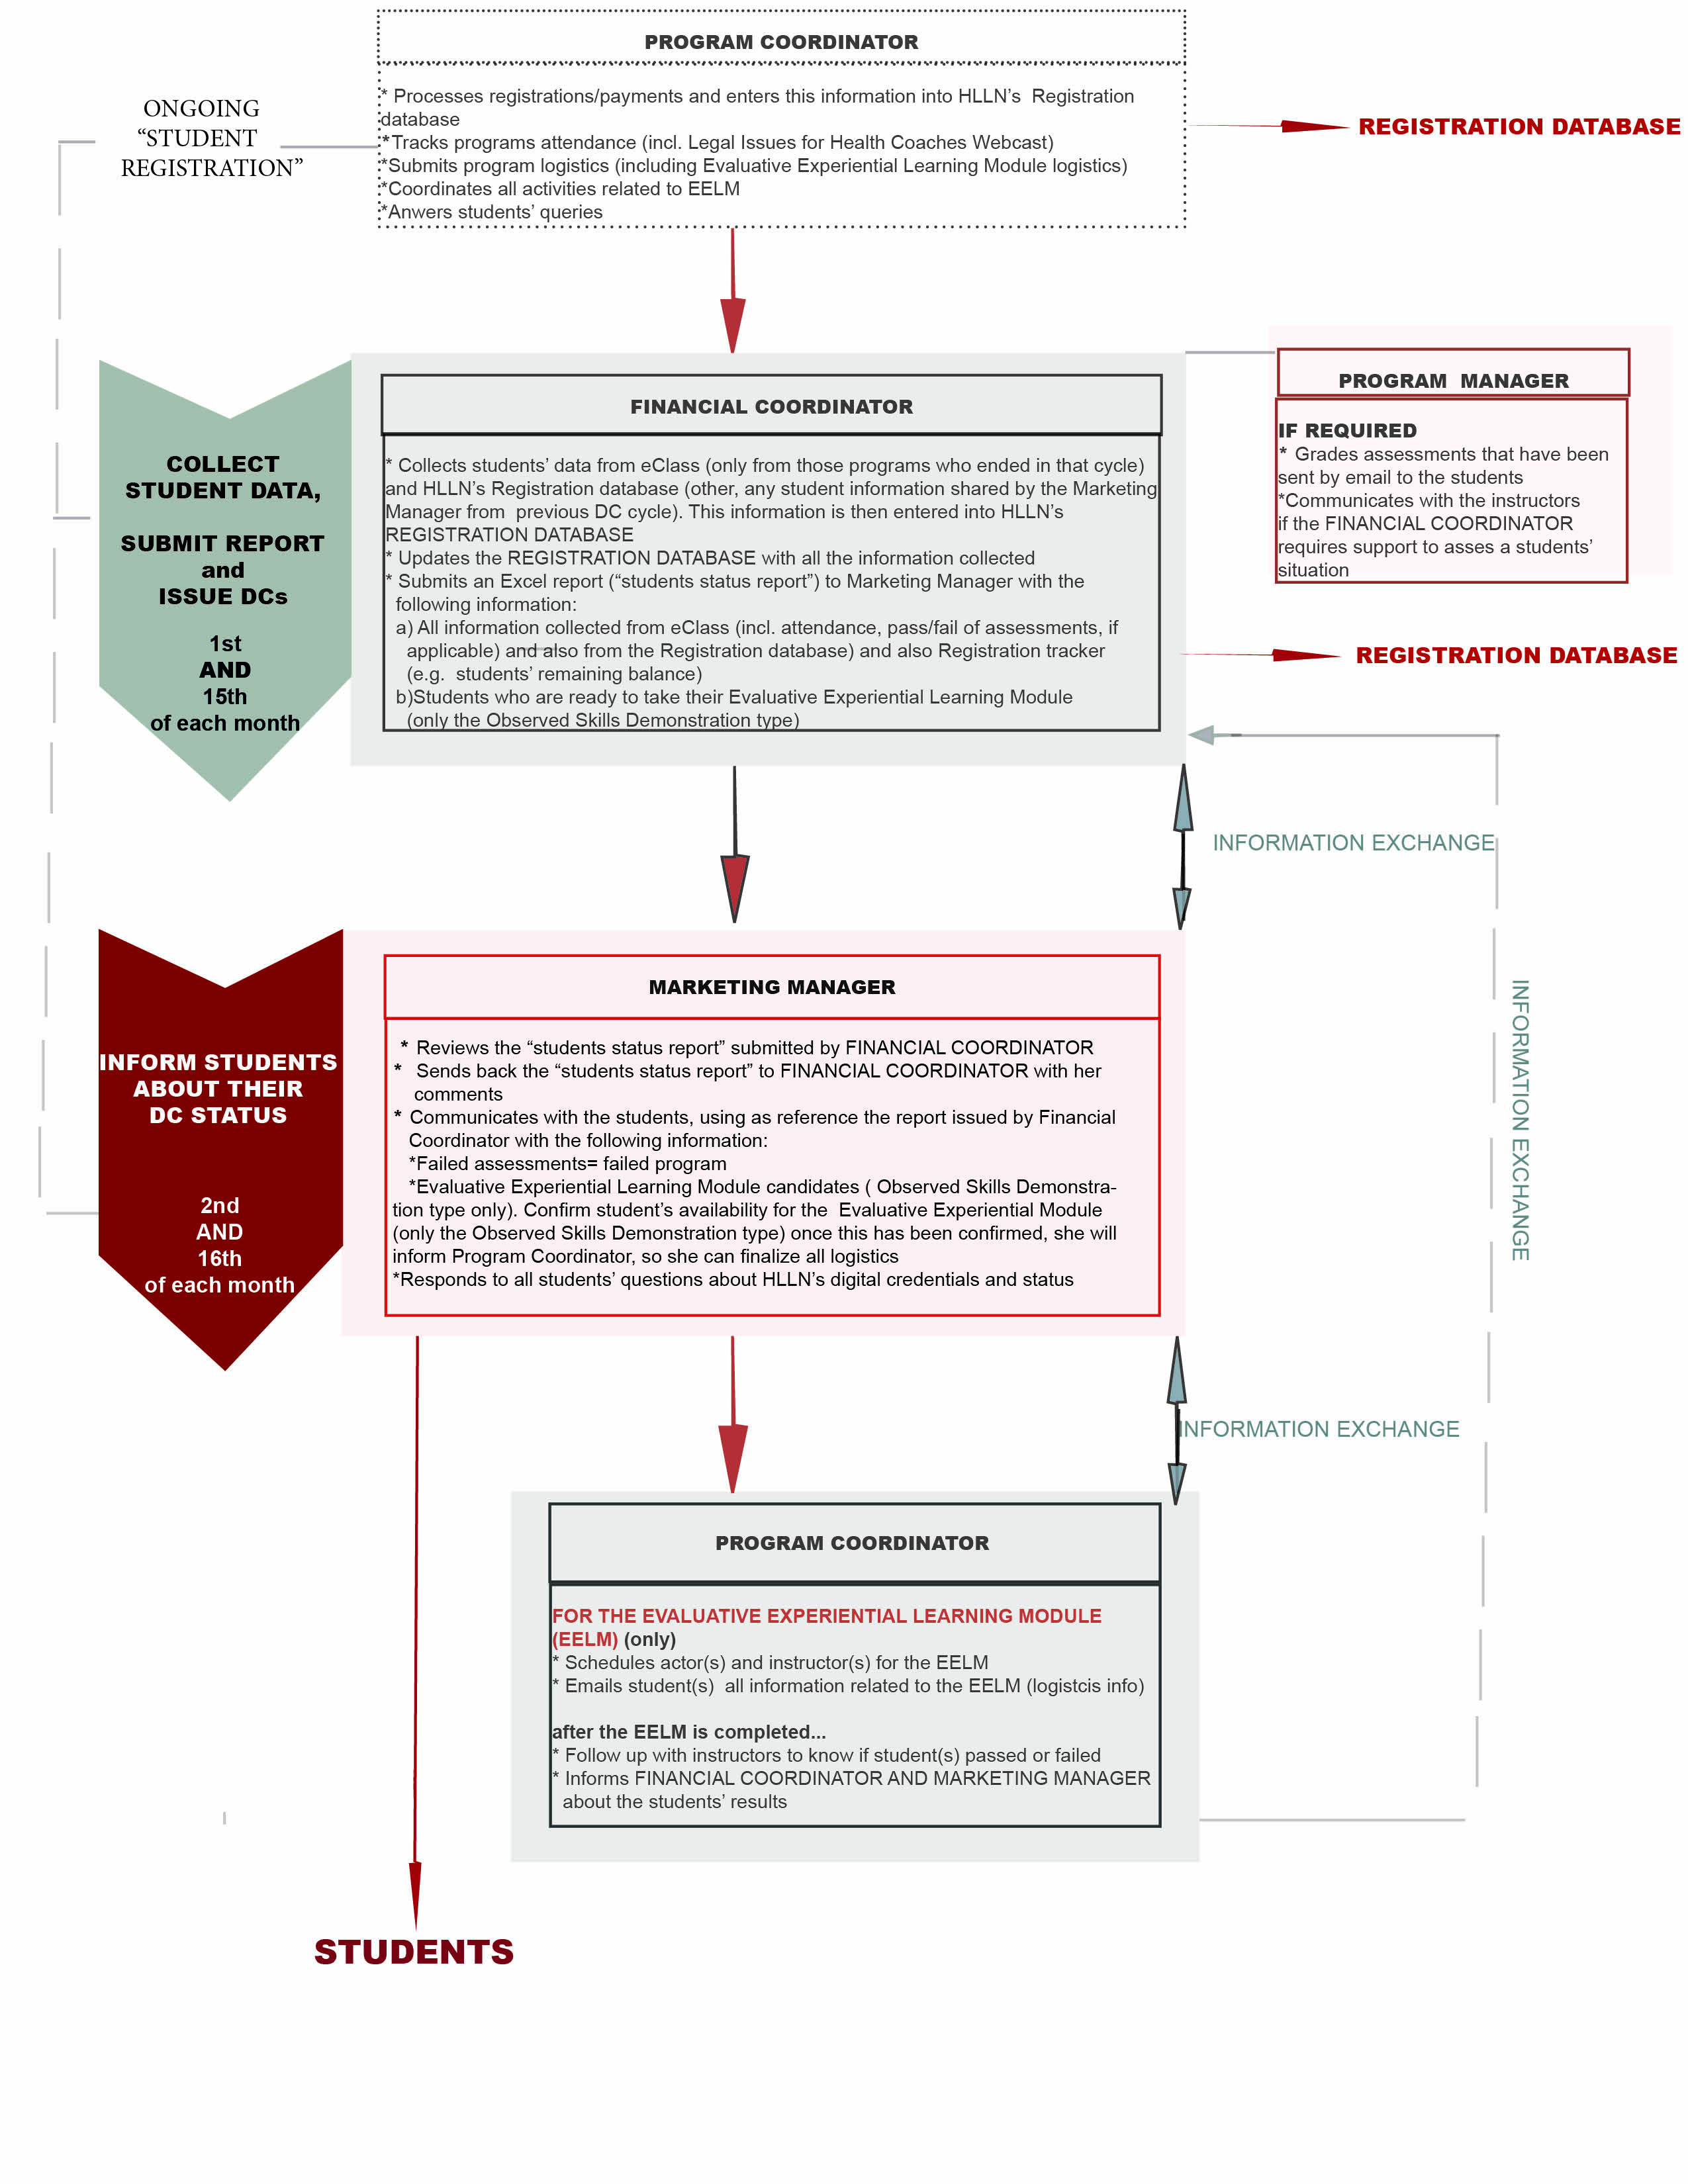 PROGRAM COORDINATOR
* Processes registrations/payments and enters this information into HLLN’s  Registration
database
*Tracks programs attendance (incl. Legal Issues for Health Coaches Webcast)
*Submits program logistics (including Evaluative Experiential Learning Module logistics)
*Coordinates all activities related to EELM
*Anwers students’ queries
ONGOING
“STUDENT
REGISTRATION”
REGISTRATION DATABASE
COLLECT
STUDENT DATA,
SUBMIT REPORT
and
ISSUE DCs
1st
AND
15th
of each month
FINANCIAL COORDINATOR
* Collects students’ data from eClass (only from those programs who ended in that cycle)
and HLLN’s Registration database (other, any student information shared by the Marketing
Manager from  previous DC cycle). This information is then entered into HLLN’s
REGISTRATION DATABASE
* Updates the REGISTRATION DATABASE with all the information collected
* Submits an Excel report (“students status report”) to Marketing Manager with the
following information:
a) All information collected from eClass (incl. attendance, pass/fail of assessments, if
applicable) and also from the Registration database) and also Registration tracker
(e.g.  students’ remaining balance)
b)Students who are ready to take their Evaluative Experiential Learning Module
(only the Observed Skills Demonstration type)
PROGRAM  MANAGER
IF REQUIRED
* Grades assessments that have been
sent by email to the students
*Communicates with the instructors
if the FINANCIAL COORDINATOR
requires support to asses a students’
situation
REGISTRATION DATABASE
INFORMATION EXCHANGE
INFORMATION EXCHANGE
INFORM STUDENTS
ABOUT THEIR
DC STATUS
2nd
AND
16th
of each month
MARKETING MANAGER
* Reviews the “students status report” submitted by FINANCIAL COORDINATOR
* Sends back the “students status report” to FINANCIAL COORDINATOR with her
comments
* Communicates with the students, using as reference the report issued by Financial
Coordinator with the following information:
*Failed assessments= failed program
*Evaluative Experiential Learning Module candidates ( Observed Skills Demonstra-
tion type only). Confirm student’s availability for the  Evaluative Experiential Module
(only the Observed Skills Demonstration type) once this has been confirmed, she will
inform Program Coordinator, so she can finalize all logistics
*Responds to all students’ questions about HLLN’s digital credentials and status
INFORMATION EXCHANGE
PROGRAM COORDINATOR
FOR THE EVALUATIVE EXPERIENTIAL LEARNING MODULE
(EELM) (only)
* Schedules actor(s) and instructor(s) for the EELM
* Emails student(s)  all information related to the EELM (logistcis info)
after the EELM is completed...
* Follow up with instructors to know if student(s) passed or failed
* Informs FINANCIAL COORDINATOR AND MARKETING MANAGER
about the students’ results
STUDENTS